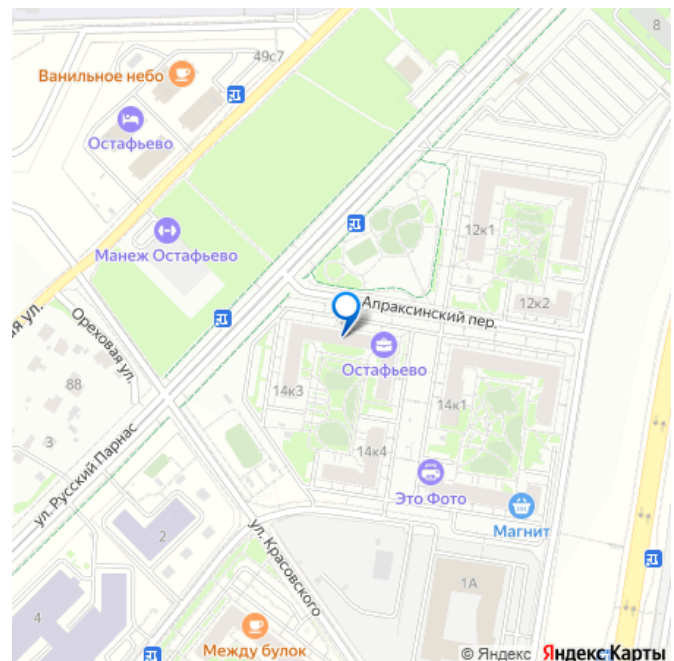 8
49с7
Ванильное небо
Остафьево
Манеж Остафьево
12к1
12к2
Апраксинский пер.
ая ул.
Ореховая ул.
Остафьево
88
14к3
14к1
3
14к4
ул. Русский Парнас
Это Фото
Магнит
2
ул. Красовского
1А
4
Между булок
© Яндекс Яндекс Карты